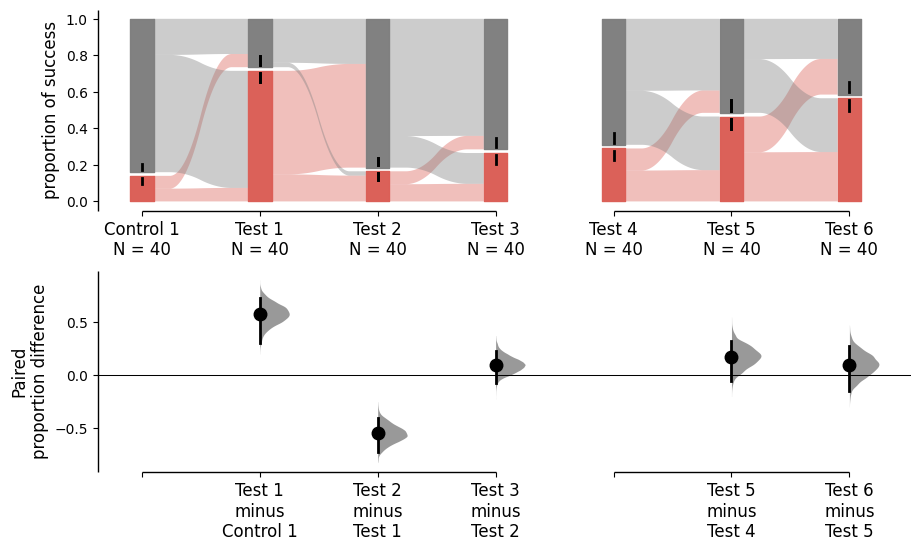 proportion of success
1.0
0.8
0.6
0.4
0.2
0.0
Control 1 Test 1 Test 2 Test 3 Test 4 Test 5 Test 6
N = 40 N = 40 N = 40 N = 40 N = 40 N = 40 N = 40
Paired
proportion difference
0.5
0.0
−0.5
Test 1 Test 2 Test 3 Test 5 Test 6
minus minus minus minus minus
Control 1 Test 1 Test 2 Test 4 Test 5